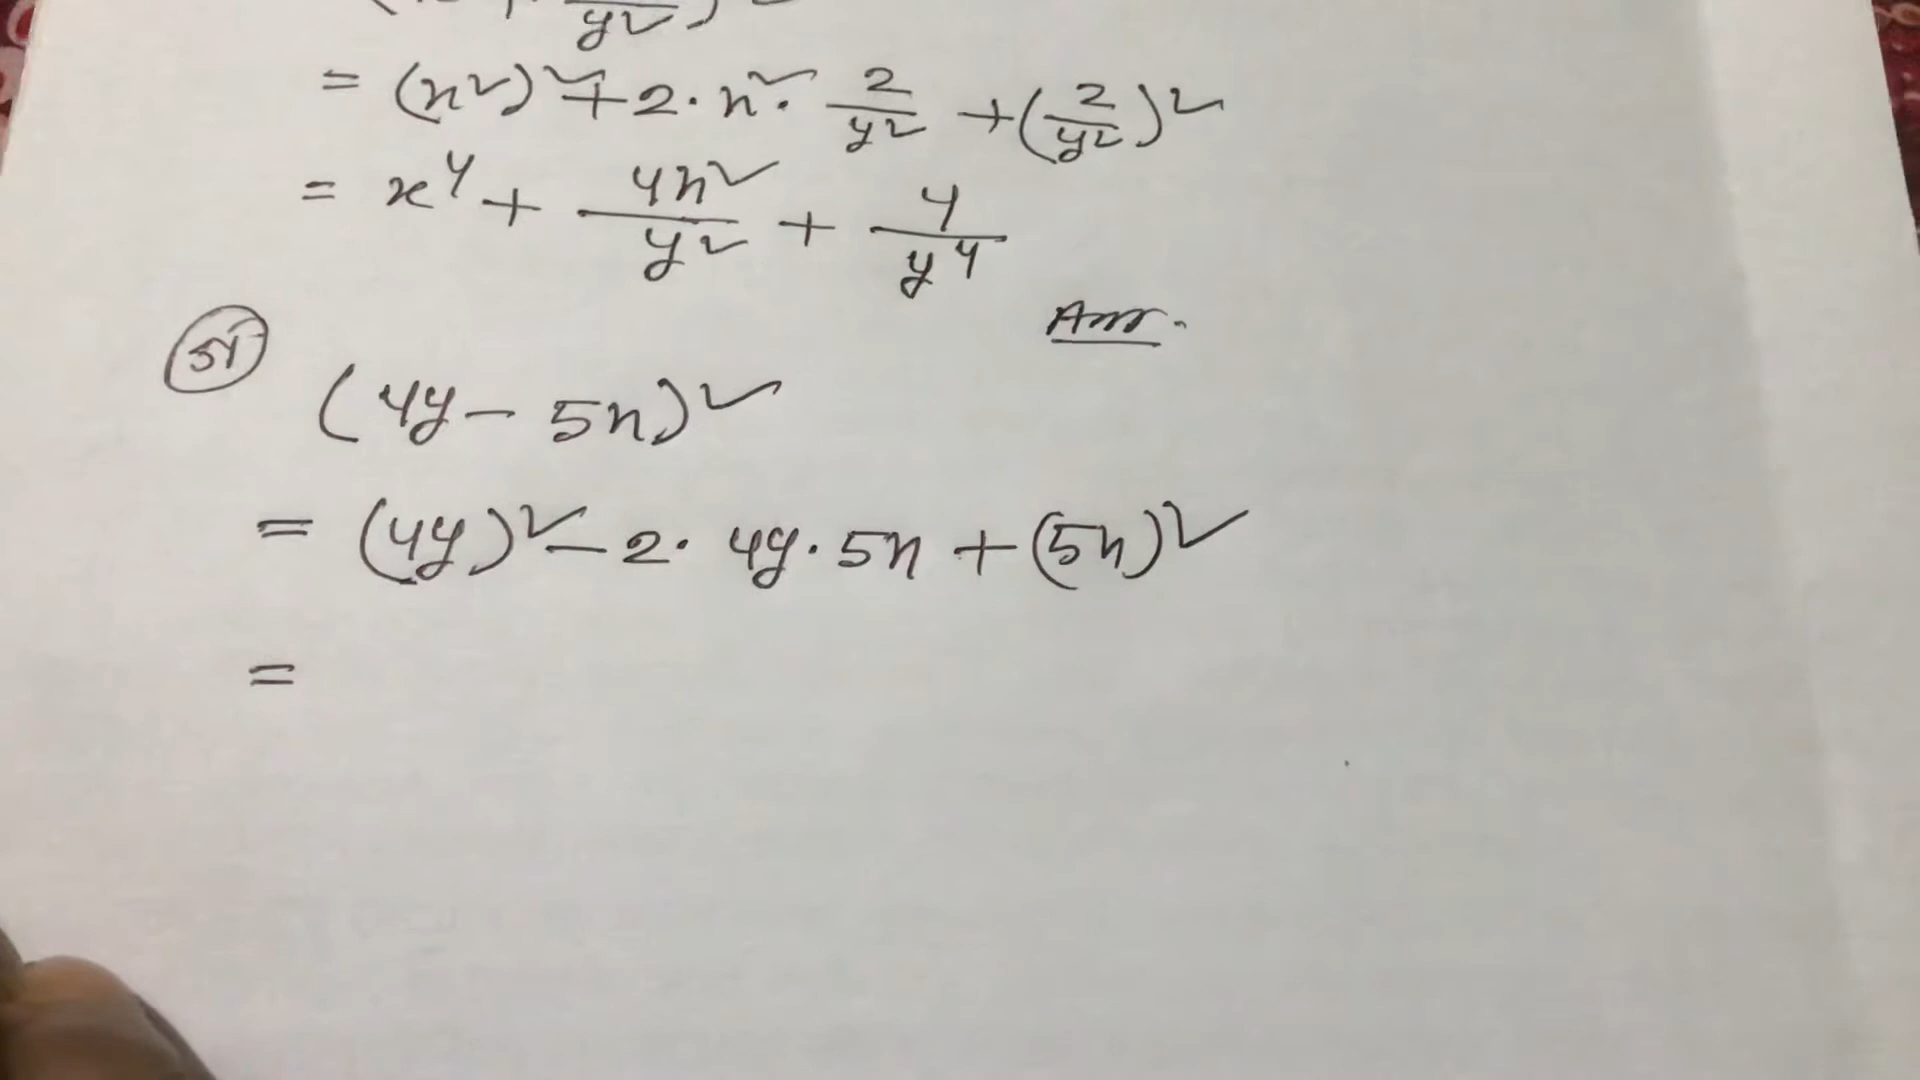 y²)
= (x²)² + 2·x²· 2/y² + (2/y²)²
= x⁴ + 4x²/y² + 4/y⁴
Ans.
(4y - 5x)²
= (4y)² - 2·4y·5x + (5x)²
=